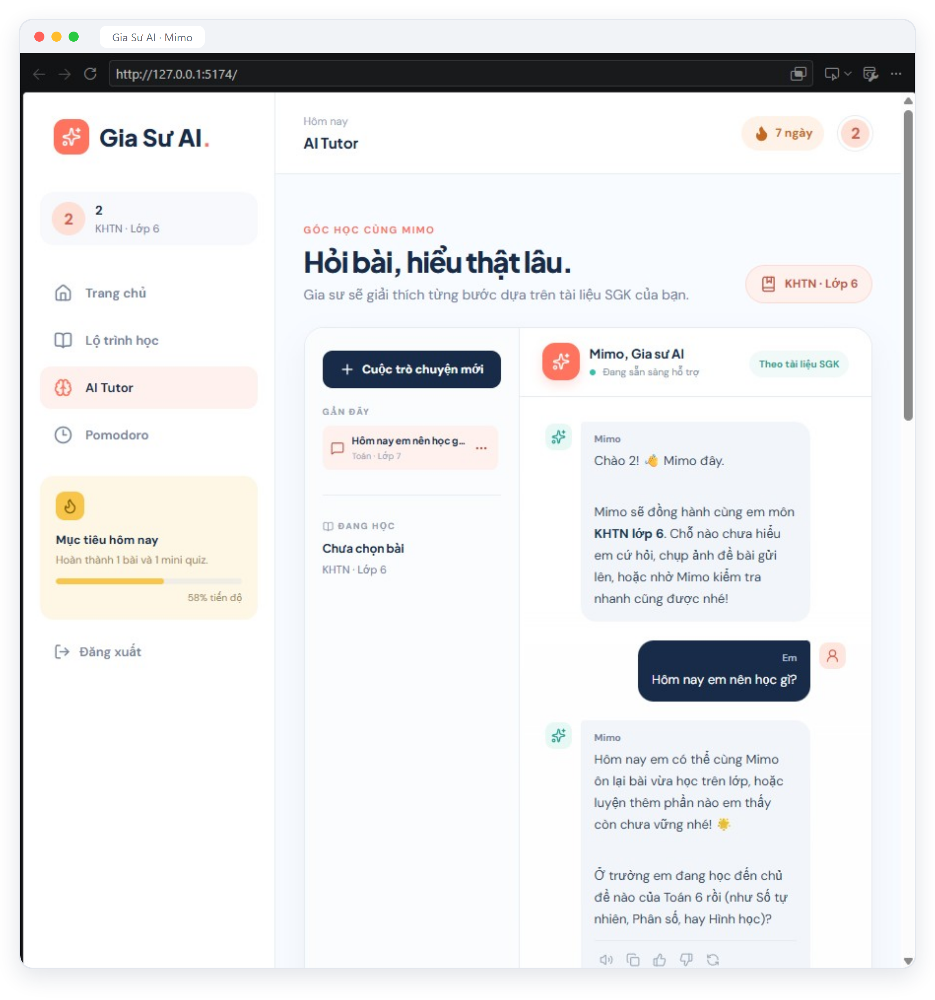 Gia Sư AI · Mimo
http://127.0.0.1:5174/
Gia Sư AI.
2
2
KHTN · Lớp 6
Trang chủ
Lộ trình học
AI Tutor
Pomodoro
Mục tiêu hôm nay
Hoàn thành 1 bài và 1 mini quiz.
58% tiến độ
Đăng xuất
Hôm nay
AI Tutor
7 ngày
2
GÓC HỌC CÙNG MIMO
Hỏi bài, hiểu thật lâu.
Gia sư sẽ giải thích từng bước dựa trên tài liệu SGK của bạn.
KHTN · Lớp 6
+ Cuộc trò chuyện mới
GẦN ĐÂY
Hôm nay em nên học g...
Toán · Lớp 7
ĐANG HỌC
Chưa chọn bài
KHTN · Lớp 6
Mimo, Gia sư AI
Đang sẵn sàng hỗ trợ
Theo tài liệu SGK
Mimo
Chào 2! 👋 Mimo đây.
Mimo sẽ đồng hành cùng em môn
KHTN lớp 6. Chỗ nào chưa hiểu
em cứ hỏi, chụp ảnh đề bài gửi
lên, hoặc nhờ Mimo kiểm tra
nhanh cũng được nhé!
Em
Hôm nay em nên học gì?
Mimo
Hôm nay em có thể cùng Mimo
ôn lại bài vừa học trên lớp, hoặc
luyện thêm phần nào em thấy
còn chưa vững nhé! 🌟
Ở trường em đang học đến chủ
đề nào của Toán 6 rồi (như Số tự
nhiên, Phân số, hay Hình học)?